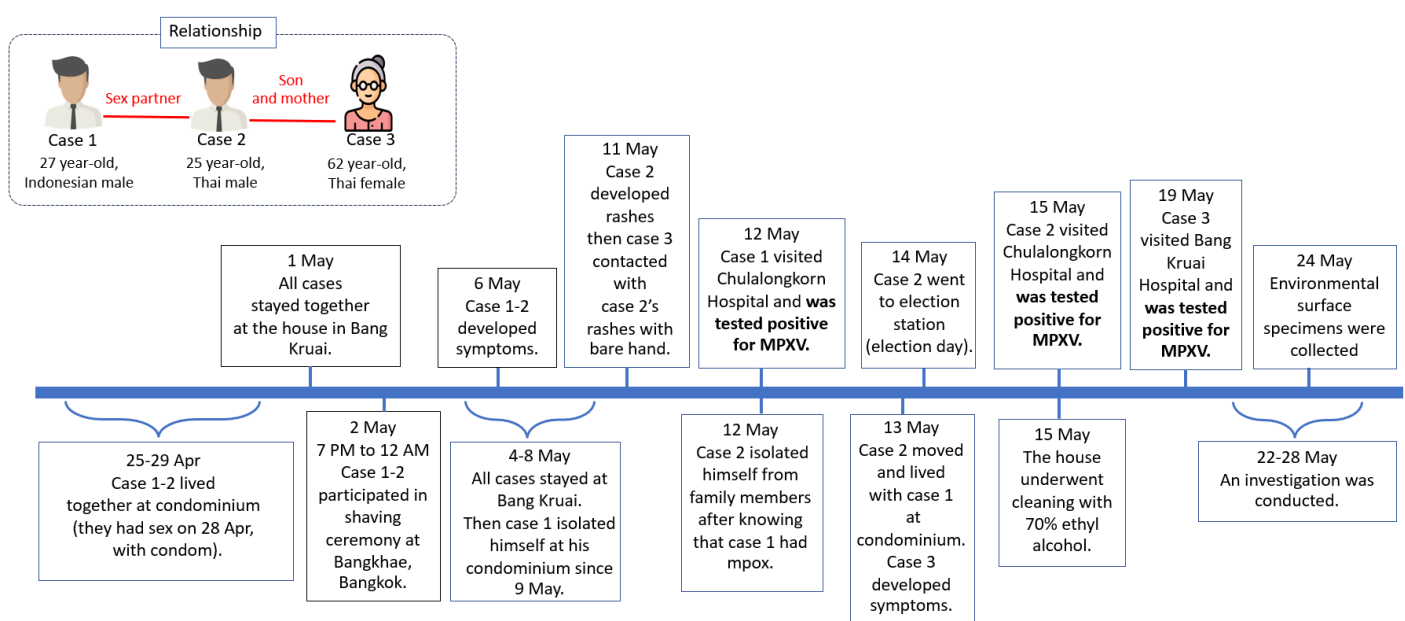 Relationship
Sex partner
Son
and mother
Case 1
27 year-old,
Indonesian male
Case 2
25 year-old,
Thai male
Case 3
62 year-old,
Thai female
1 May
All cases
stayed together
at the house in Bang
Kruai.
6 May
Case 1-2
developed
symptoms.
11 May
Case 2
developed
rashes
then case 3
contacted
with
case 2’s
rashes with
bare hand.
12 May
Case 1 visited
Chulalongkorn
Hospital and was
tested positive
for MPXV.
14 May
Case 2 went
to election
station
(election day).
15 May
Case 2 visited
Chulalongkorn
Hospital and
was tested
positive for
MPXV.
19 May
Case 3
visited Bang
Kruai
Hospital and
was tested
positive for
MPXV.
24 May
Environmental
surface
specimens were
collected
25-29 Apr
Case 1-2 lived
together at condominium
(they had sex on 28 Apr,
with condom).
2 May
7 PM to 12 AM
Case 1-2
participated in
shaving
ceremony at
Bangkhae,
Bangkok.
4-8 May
All cases stayed at
Bang Kruai.
Then case 1 isolated
himself at his
condominium since
9 May.
12 May
Case 2 isolated
himself from
family members
after knowing
that case 1 had
mpox.
13 May
Case 2 moved
and lived
with case 1
at
condominium.
Case 3
developed
symptoms.
15 May
The house
underwent
cleaning with
70% ethyl
alcohol.
22-28 May
An investigation was
conducted.